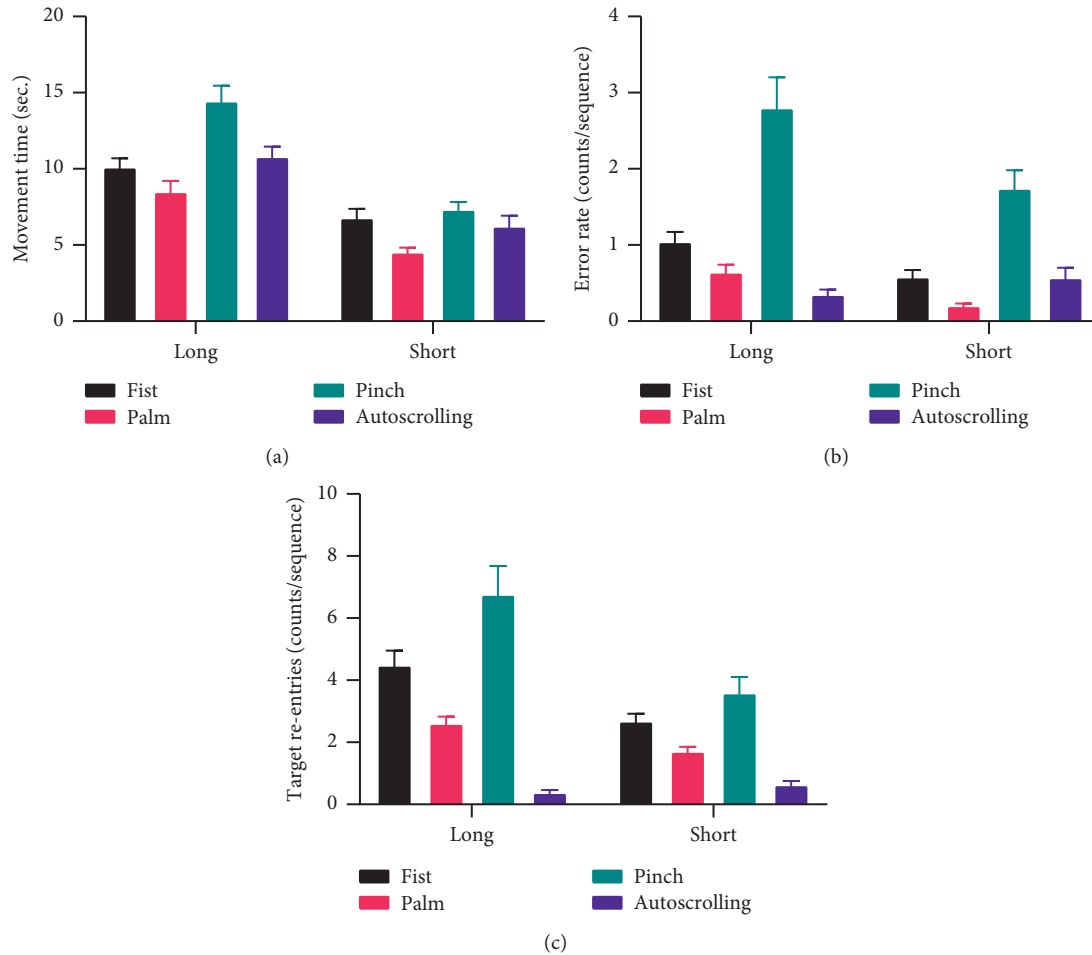 Movement time (sec.)
20
15
10
5
0
Long
Short
Fist
Palm
Pinch
Autoscrolling
(a)
Error rate (counts/sequence)
4
3
2
1
0
Long
Short
Fist
Palm
Pinch
Autoscrolling
(b)
Target re-entries (counts/sequence)
10
8
6
4
2
0
Long
Short
Fist
Palm
Pinch
Autoscrolling
(c)